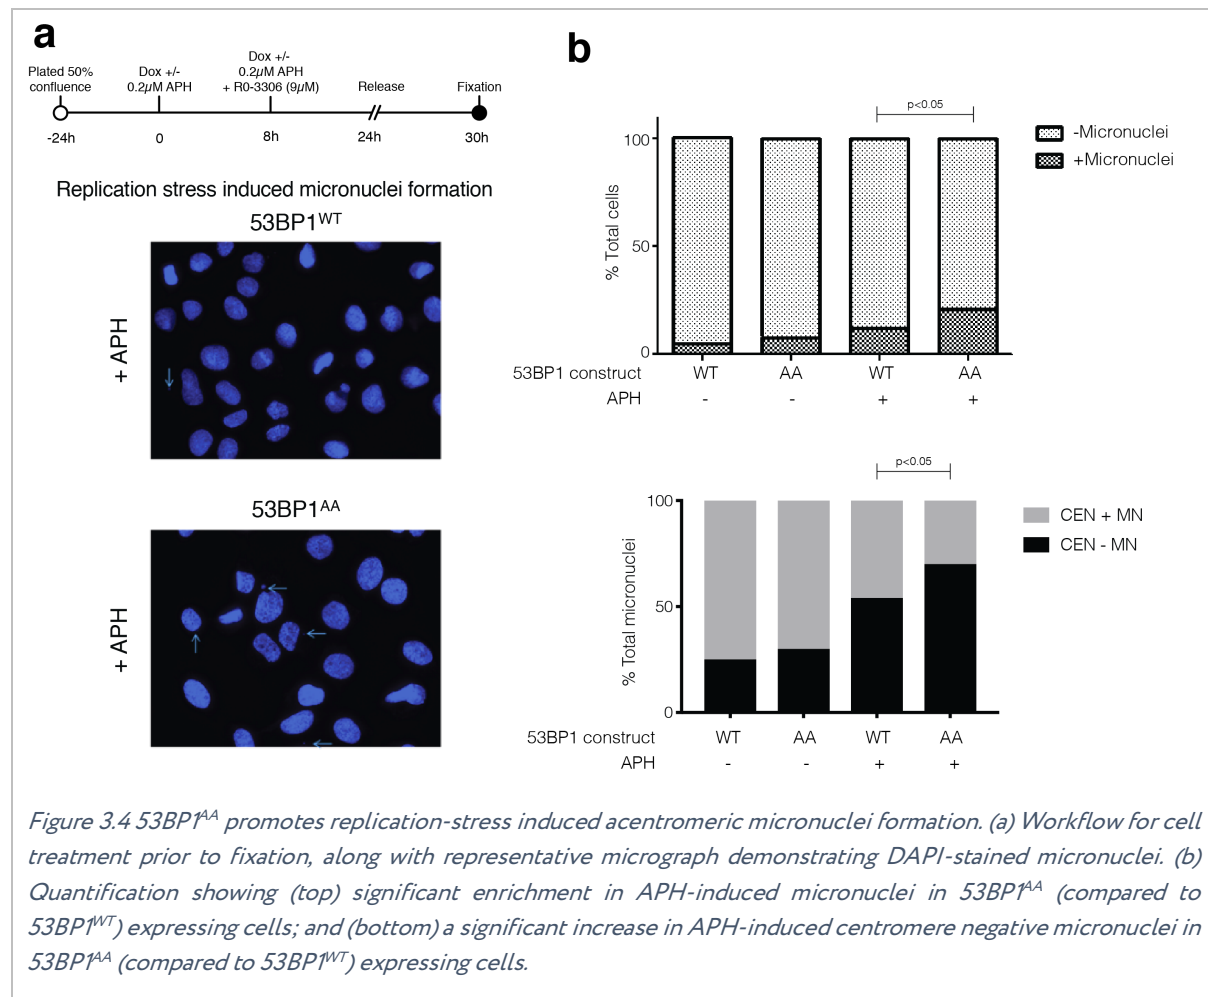 a
Plated 50%
confluence
Dox +/-
0.2µM APH
Dox +/-
0.2µM APH
+ R0-3306 (9µM)
Release
Fixation
-24h
0
8h
24h
30h
Replication stress induced micronuclei formation
53BP1WT
+ APH
53BP1AA
+ APH
b
p<0.05
-Micronuclei
+Micronuclei
% Total cells
100
50
0
53BP1 construct WT AA WT AA
APH - - + +
p<0.05
CEN + MN
CEN - MN
% Total micronuclei
100
50
0
53BP1 construct WT AA WT AA
APH - - + +
Figure 3.4 53BP1AA promotes replication-stress induced acentromeric micronuclei formation. (a) Workflow for cell
treatment prior to fixation, along with representative micrograph demonstrating DAPI-stained micronuclei. (b)
Quantification showing (top) significant enrichment in APH-induced micronuclei in 53BP1AA (compared to
53BP1WT) expressing cells; and (bottom) a significant increase in APH-induced centromere negative micronuclei in
53BP1AA (compared to 53BP1WT) expressing cells.